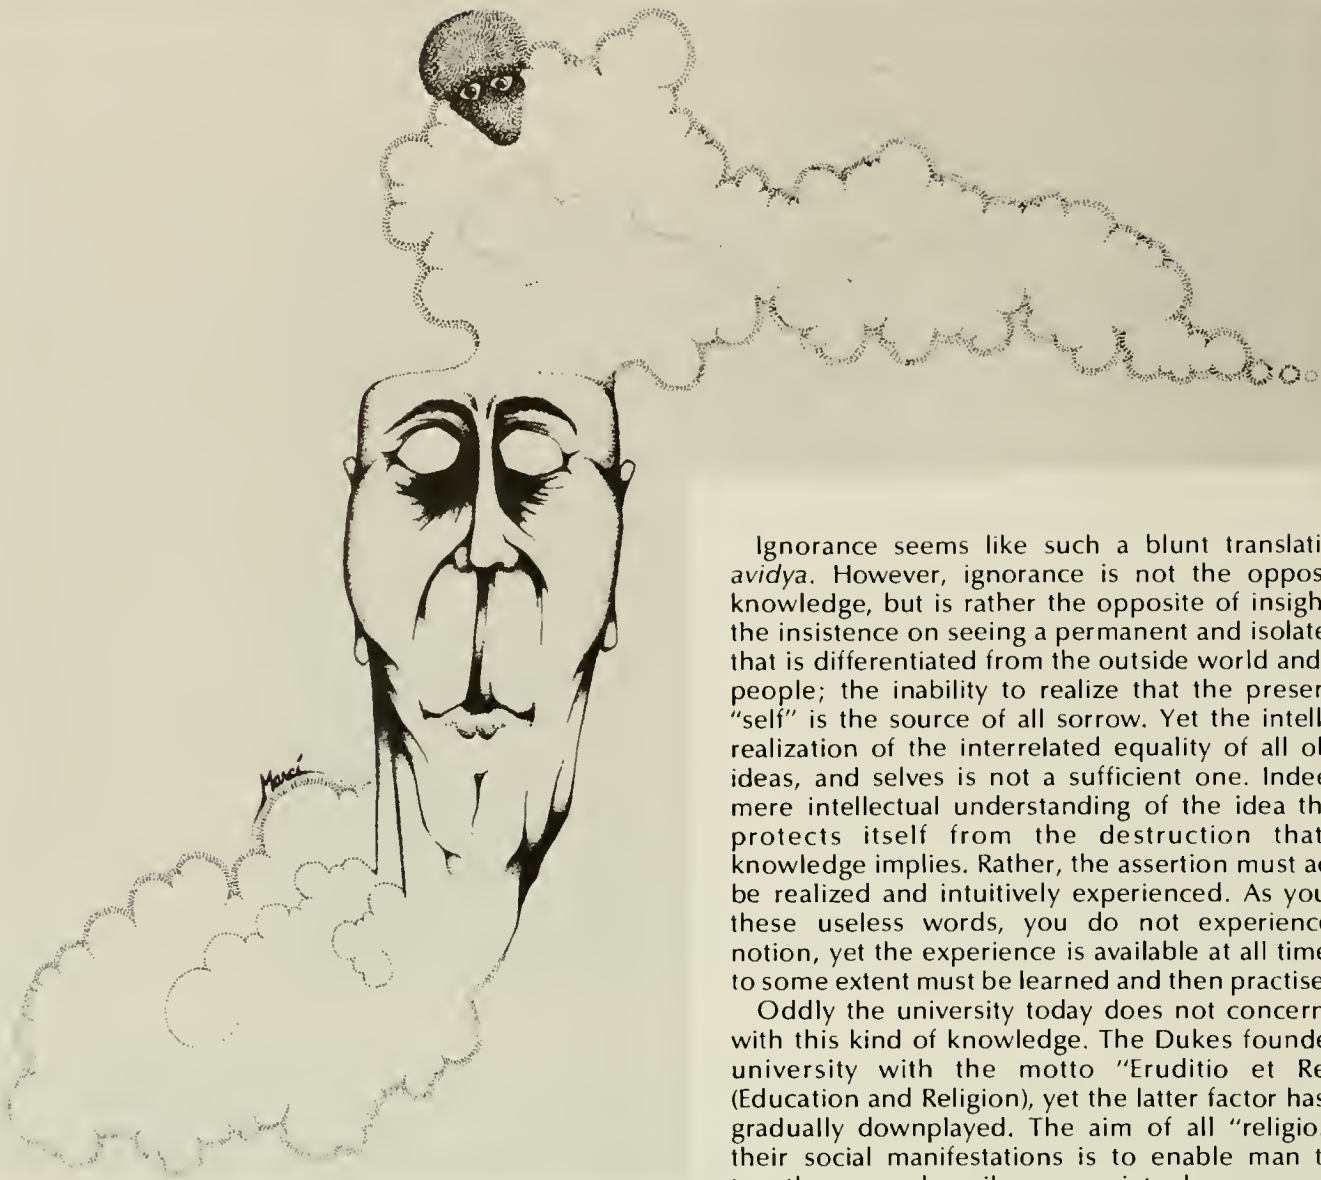 Marci
Ignorance seems like such a blunt translati
avidya. However, ignorance is not the oppos
knowledge, but is rather the opposite of insigh
the insistence on seeing a permanent and isolate
that is differentiated from the outside world and
people; the inability to realize that the preser
"self" is the source of all sorrow. Yet the intell
realization of the interrelated equality of all o
ideas, and selves is not a sufficient one. Indee
mere intellectual understanding of the idea th
protects itself from the destruction that
knowledge implies. Rather, the assertion must a
be realized and intuitively experienced. As you
these useless words, you do not experience
notion, yet the experience is available at all time
to some extent must be learned and then practise
Oddly the university today does not concern
with this kind of knowledge. The Dukes founde
university with the motto "Eruditio et Re
(Education and Religion), yet the latter factor has
gradually downplayed. The aim of all "religio
their social manifestations is to enable man t